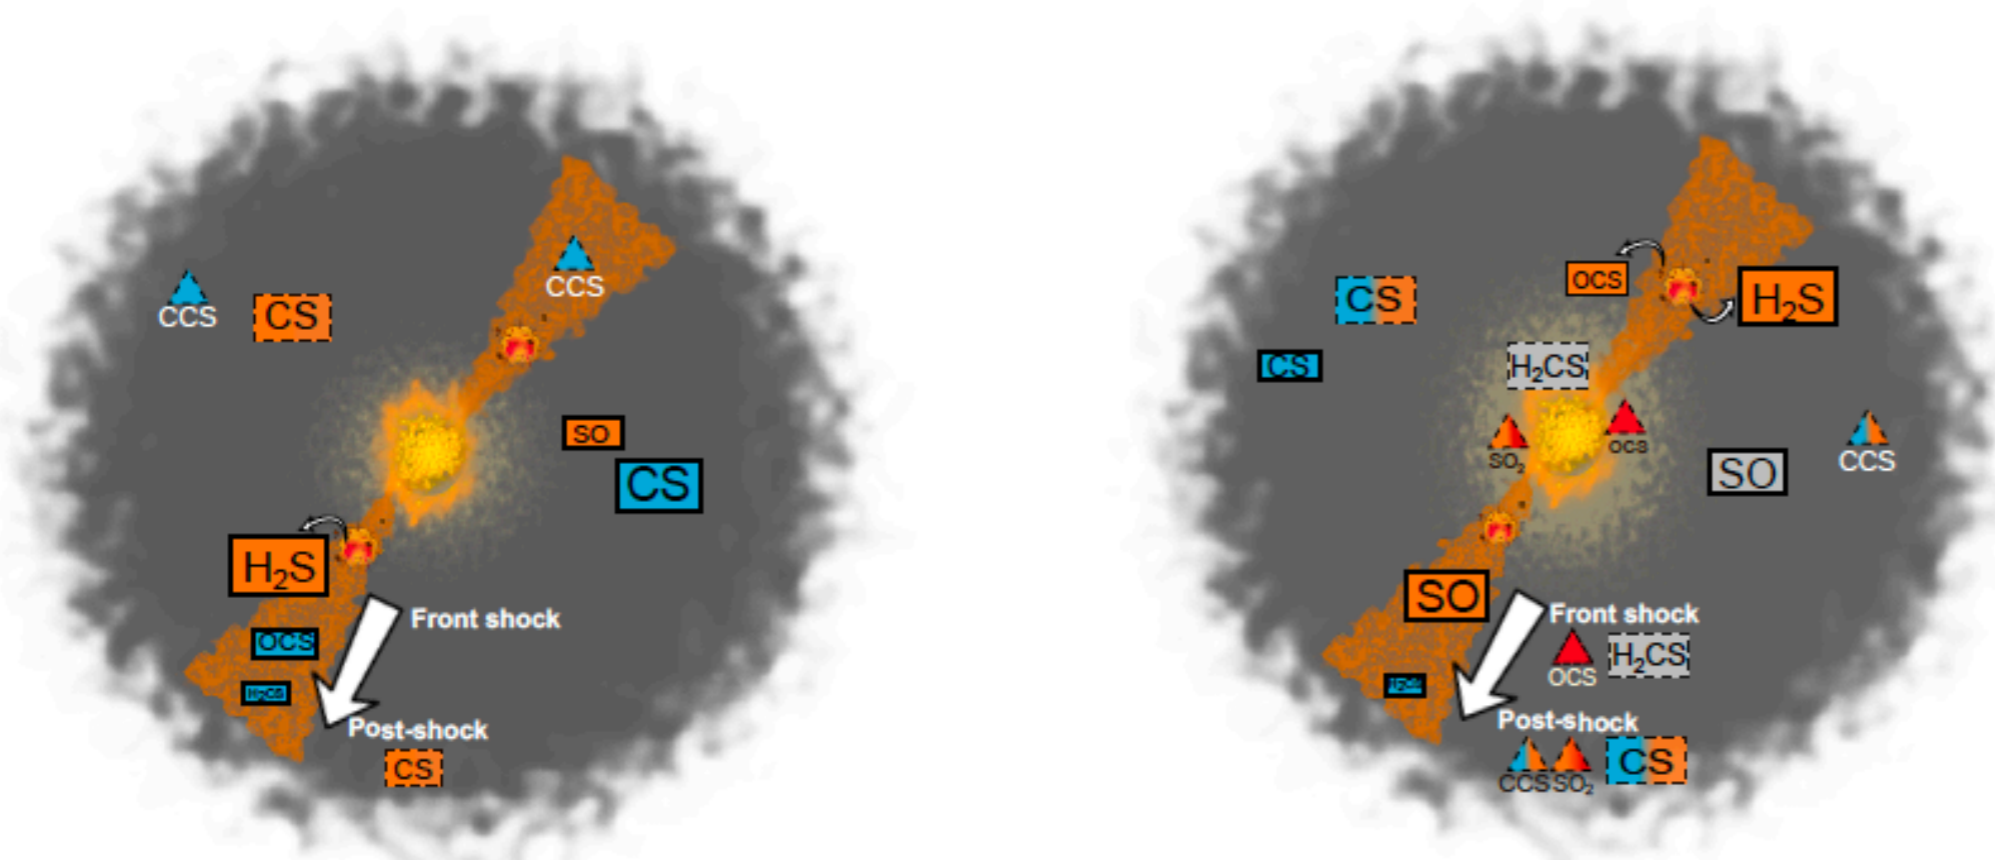 CCS
CCS
CS
SO
CS
H₂S
OCS
H₂CS
Front shock
Post-shock
CS
OCS
H₂S
CS
CS
H₂CS
SO₂
OCS
SO
CCS
SO
Front shock
OCS
H₂CS
Post-shock
CCS SO₂
CS